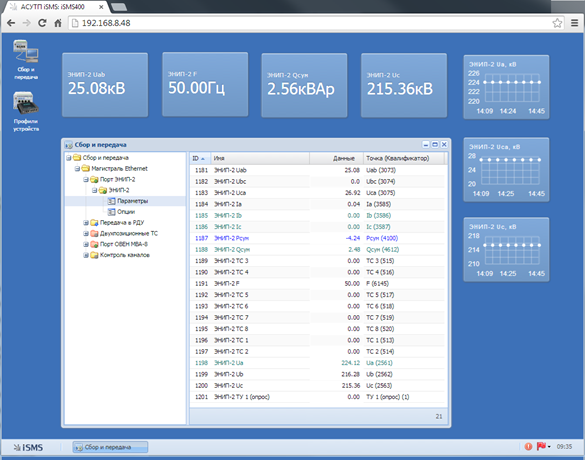 АСУТП iSMS: iSMS400
192.168.8.48
Сбор и
передача
Профили
устройств
ЭНИП-2 Uab
25.08кВ
ЭНИП-2 F
50.00Гц
ЭНИП-2 Qсум
2.56кВАр
ЭНИП-2 Uc
215.36кВ
ЭНИП-2 Ua, кВ
226
224
222
220
14:09 14:24 14:45
ЭНИП-2 Uca, кВ
28
20
14:09 14:25 14:45
ЭНИП-2 Uc, кВ
218
214
210
14:09 14:25 14:45
Сбор и передача
Сбор и передача
Магистраль Ethernet
Порт ЭНИП-2
ЭНИП-2
Параметры
Опции
Передача в РДУ
Двухпозиционные ТС
Порт ОВЕН МВА-8
Контроль каналов
ID Имя Данные Точка (Квалификатор)
1181 ЭНИП-2 Uab 25.08 Uab (3073)
1182 ЭНИП-2 Ubc 0.0 Ubc (3074)
1183 ЭНИП-2 Uca 26.92 Uca (3075)
1184 ЭНИП-2 Ia 0.04 Ia (3585)
1185 ЭНИП-2 Ib 0.00 Ib (3586)
1186 ЭНИП-2 Ic 0.00 Ic (3587)
1187 ЭНИП-2 Pсум -4.24 Pсум (4100)
1188 ЭНИП-2 Qсум 2.48 Qсум (4612)
1189 ЭНИП-2 ТС 3 0.00 ТС 3 (515)
1190 ЭНИП-2 ТС 4 0.00 ТС 4 (516)
1191 ЭНИП-2 F 50.00 F (6145)
1192 ЭНИП-2 ТС 5 0.00 ТС 5 (517)
1193 ЭНИП-2 ТС 6 0.00 ТС 6 (518)
1194 ЭНИП-2 ТС 7 0.00 ТС 7 (519)
1195 ЭНИП-2 ТС 8 0.00 ТС 8 (520)
1196 ЭНИП-2 ТС 1 0.00 ТС 1 (513)
1197 ЭНИП-2 ТС 2 0.00 ТС 2 (514)
1198 ЭНИП-2 Ua 224.12 Ua (2561)
1199 ЭНИП-2 Ub 216.28 Ub (2562)
1200 ЭНИП-2 Uc 215.36 Uc (2563)
1201 ЭНИП-2 ТУ 1 (опрос) 0.00 ТУ 1 (опрос) (1)
21
iSMS
Сбор и передача
09:35